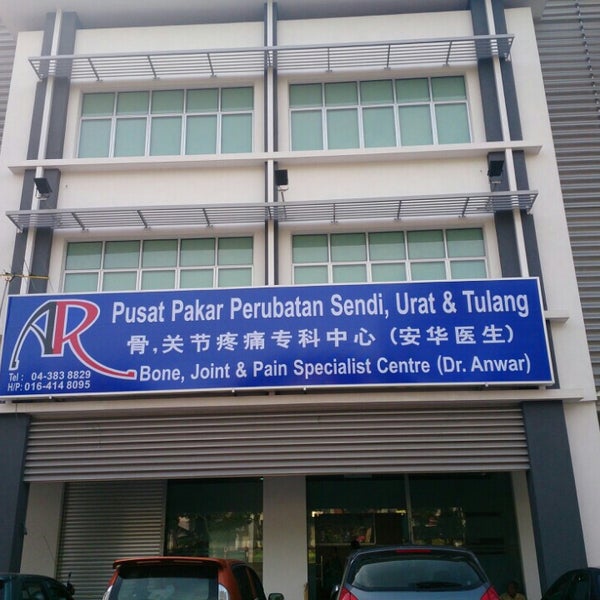 AR
Pusat Pakar Perubatan Sendi, Urat & Tulang
骨,关节疼痛专科中心 (安华医生)
Bone, Joint & Pain Specialist Centre (Dr. Anwar)
Tel : 04-383 8829
H/P: 016-414 8095